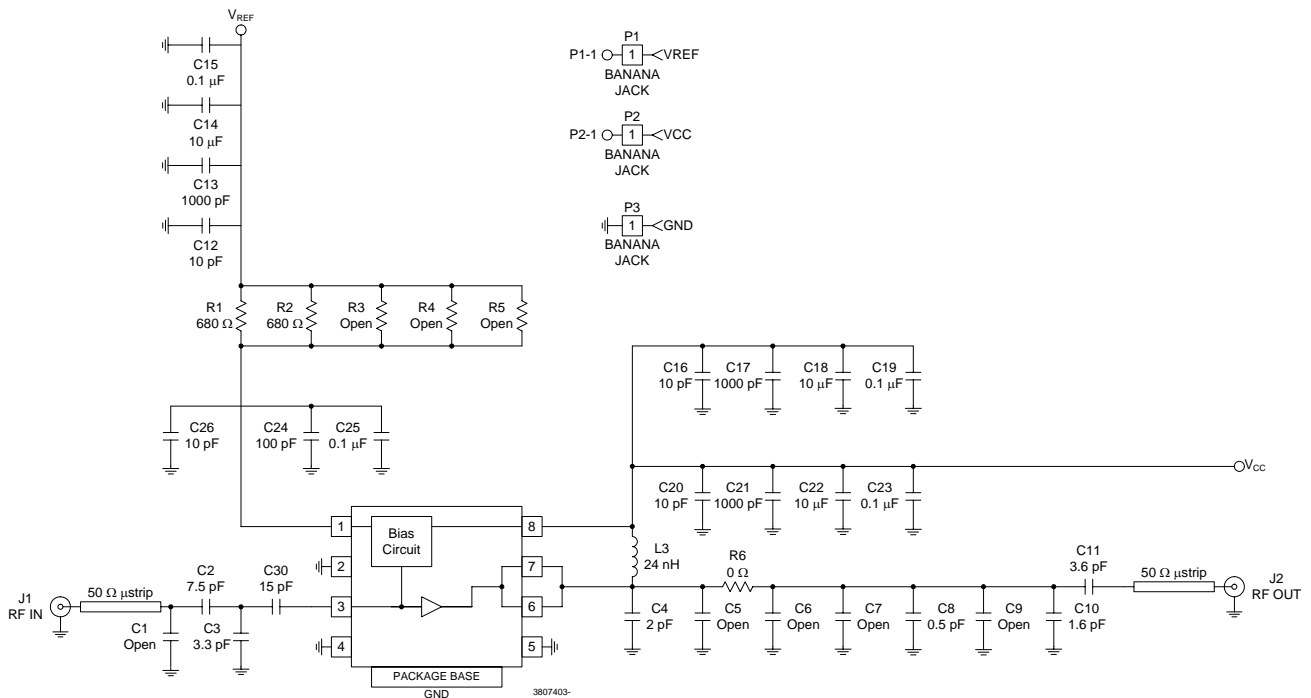 VREF
C15
0.1 µF
C14
10 µF
C13
1000 pF
C12
10 pF
P1
P1-1 1 VREF
BANANA
JACK
P2
P2-1 1 VCC
BANANA
JACK
P3
1 GND
BANANA
JACK
R1
680 Ω
R2
680 Ω
R3
Open
R4
Open
R5
Open
C16
10 pF
C17
1000 pF
C18
10 µF
C19
0.1 µF
C26
10 pF
C24
100 pF
C25
0.1 µF
VCC
C20
10 pF
C21
1000 pF
C22
10 µF
C23
0.1 µF
1
Bias
Circuit
8
2
7
3
6
4
5
PACKAGE BASE
GND
3807403-
L3
24 nH
R6
0 Ω
J1
RF IN
50 Ω µstrip
C2
7.5 pF
C30
15 pF
C1
Open
C3
3.3 pF
C4
2 pF
C5
Open
C6
Open
C7
Open
C8
0.5 pF
C9
Open
C10
1.6 pF
C11
3.6 pF
50 Ω µstrip
J2
RF OUT